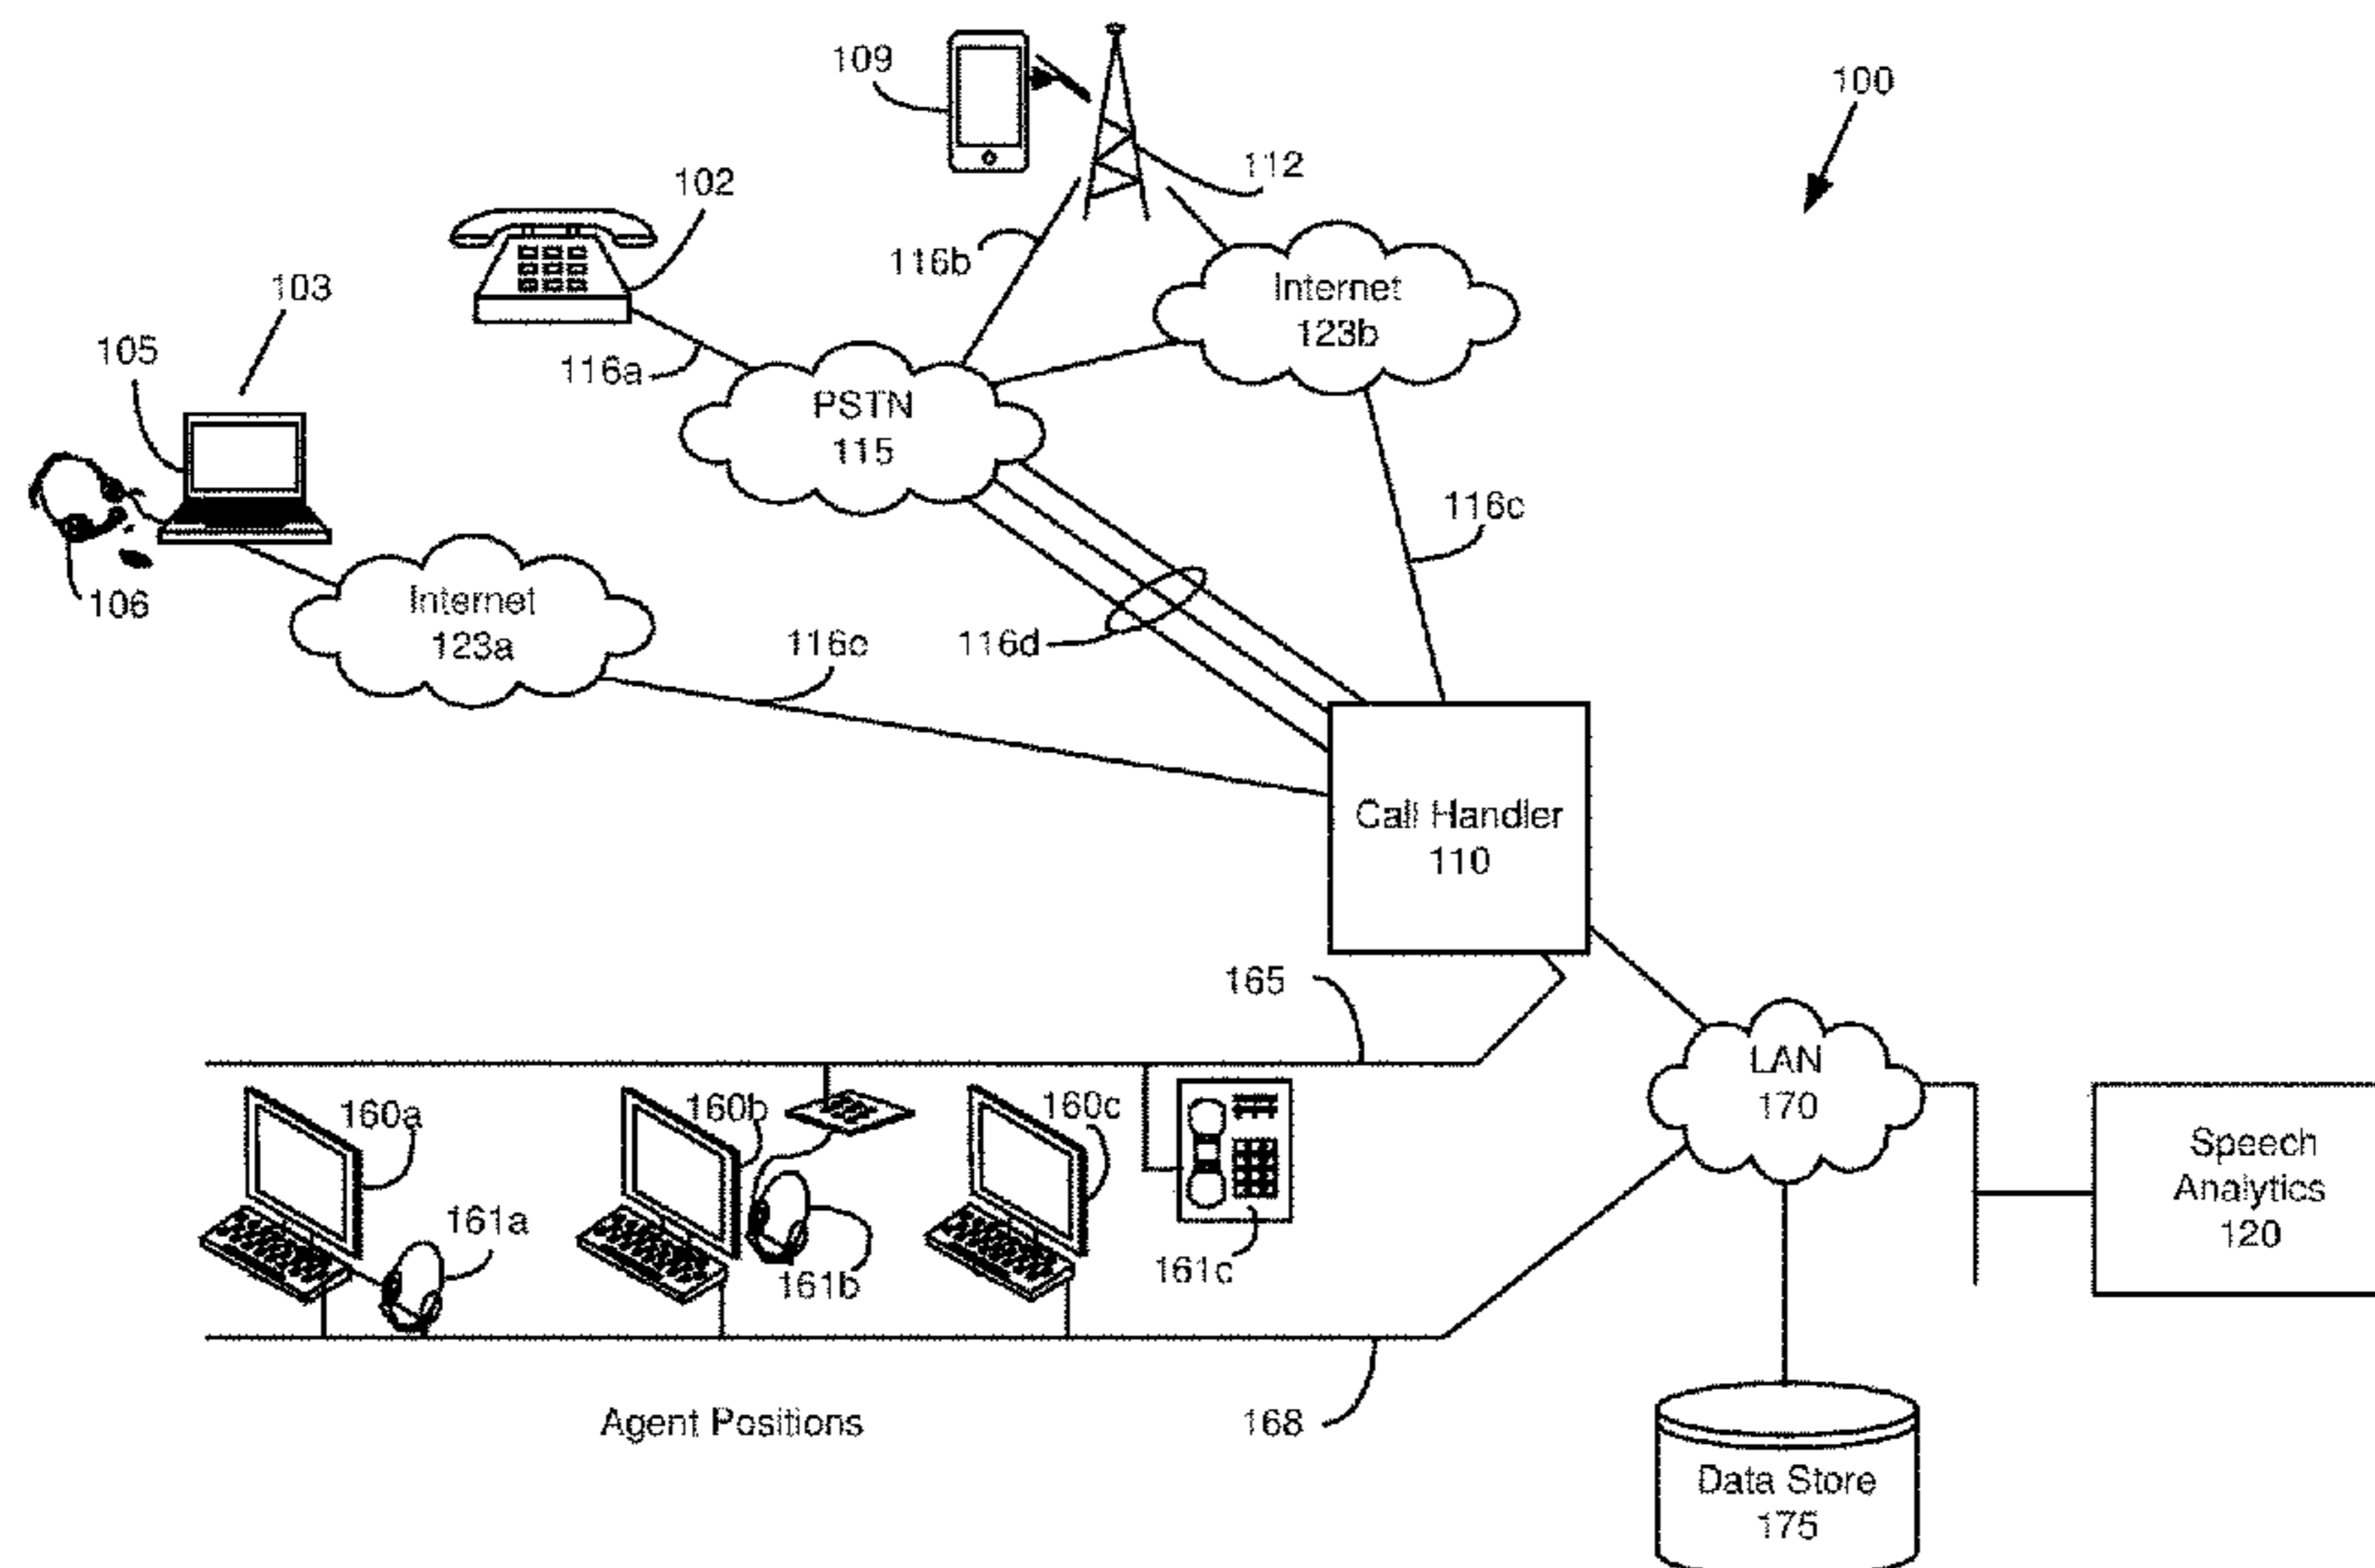 109
100
102
112
116b
103
Internet
123b
105
116a
PSTN
115
116c
106
Internet
123a
116c
116d
Call Handler
110
165
LAN
170
160a
160b
160c
Speech
Analytics
120
161a
161b
161c
Agent Positions
168
Data Store
175